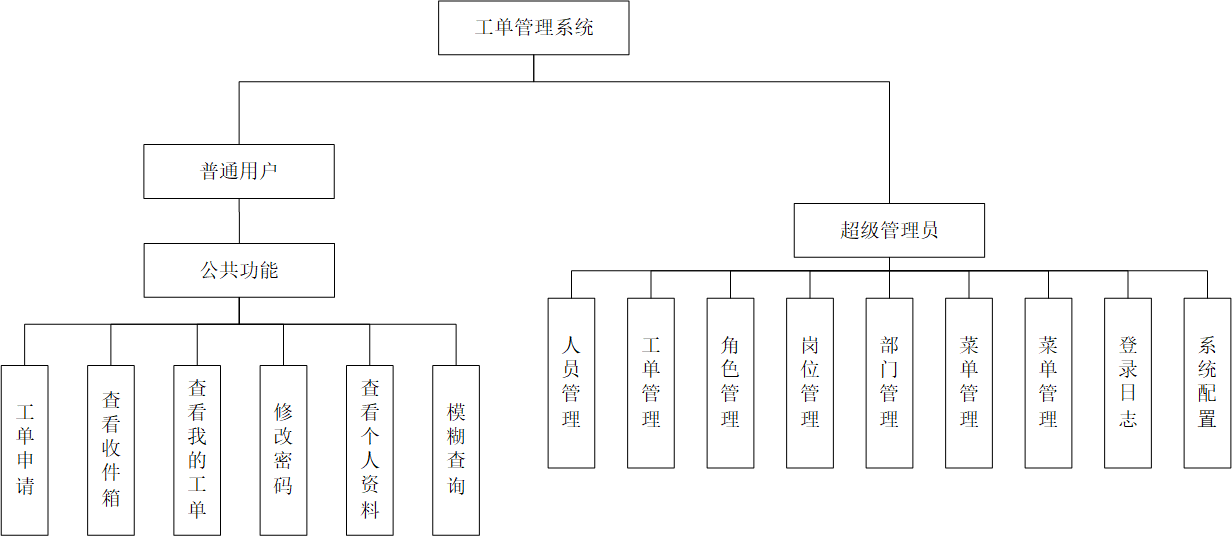 工单管理系统
普通用户
超级管理员
公共功能
人员管理
工单管理
角色管理
岗位管理
部门管理
菜单管理
菜单管理
登录日志
系统配置
工单申请
查看收件箱
查看我的工单
修改密码
查看个人资料
模糊查询